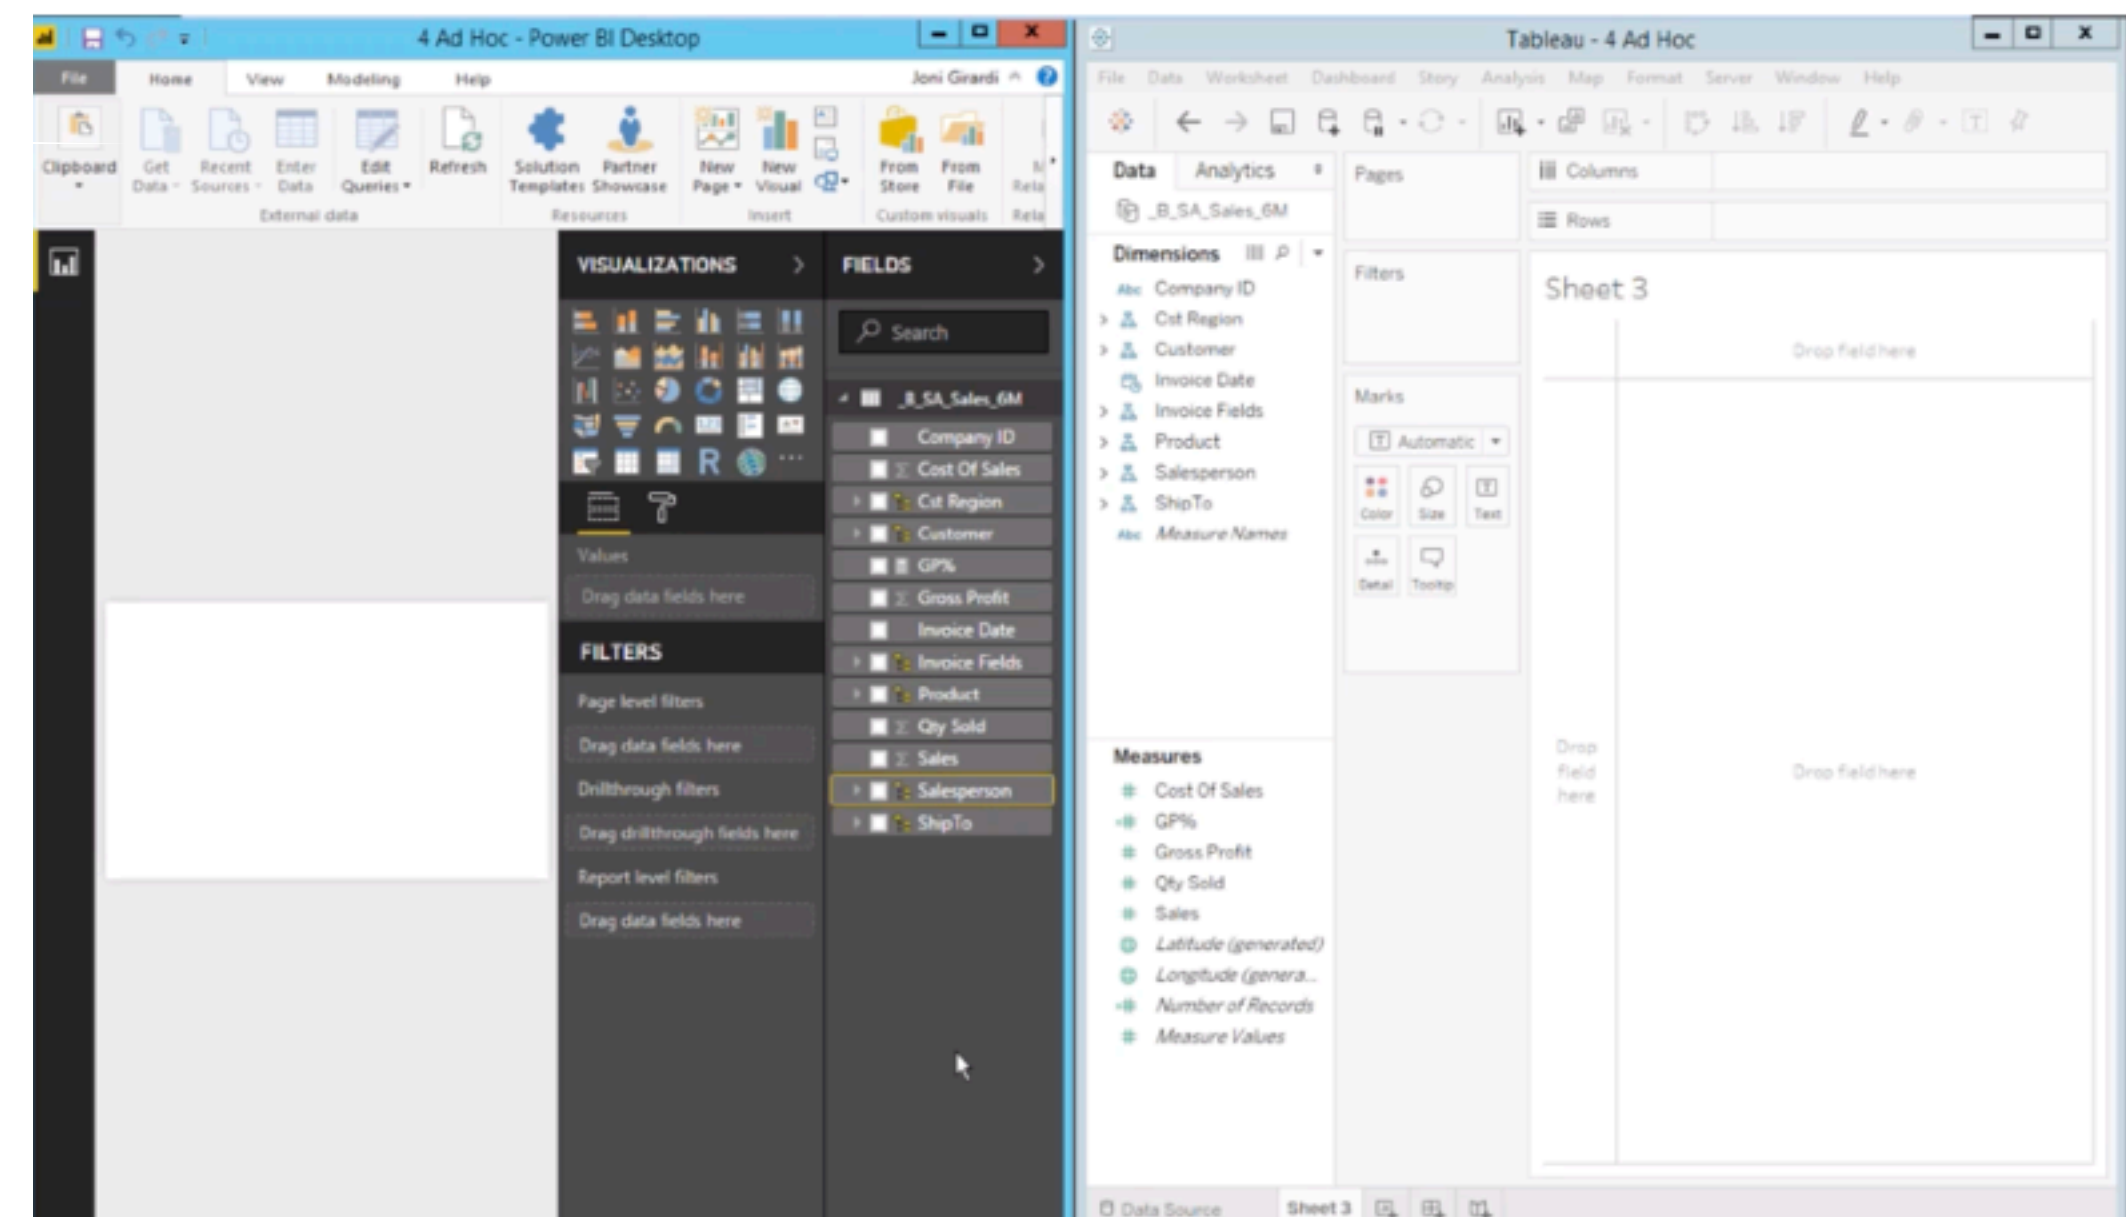 4 Ad Hoc - Power BI Desktop
File Home View Modeling Help Joni Girardi
Clipboard
Get Data
Recent Sources
Enter Data
Edit Queries
Refresh
Solution Templates
Partner Showcase
New Page
New Visual
From Store
From File
Rela
External data Resources Insert Custom visuals Rela
VISUALIZATIONS
R
Values
Drag data fields here
FILTERS
Page level filters
Drag data fields here
Drillthrough filters
Drag drillthrough fields here
Report level filters
Drag data fields here
FIELDS
Search
_B_SA_Sales_6M
Company ID
Σ Cost Of Sales
Cst Region
Customer
GP%
Σ Gross Profit
Invoice Date
Invoice Fields
Product
Σ Qty Sold
Σ Sales
Salesperson
ShipTo
Tableau - 4 Ad Hoc
File Data Worksheet Dashboard Story Analysis Map Format Server Window Help
Data Analytics
_B_SA_Sales_6M
Dimensions
Abc Company ID
Cst Region
Customer
Invoice Date
Invoice Fields
Product
Salesperson
ShipTo
Abc Measure Names
Measures
# Cost Of Sales
=# GP%
# Gross Profit
# Qty Sold
# Sales
Latitude (generated)
Longitude (genera...
=# Number of Records
# Measure Values
Pages
Filters
Marks
T Automatic
Color Size Text
Detail Tooltip
Columns
Rows
Sheet 3
Drop field here
Drop
field
here
Drop field here
Data Source Sheet 3